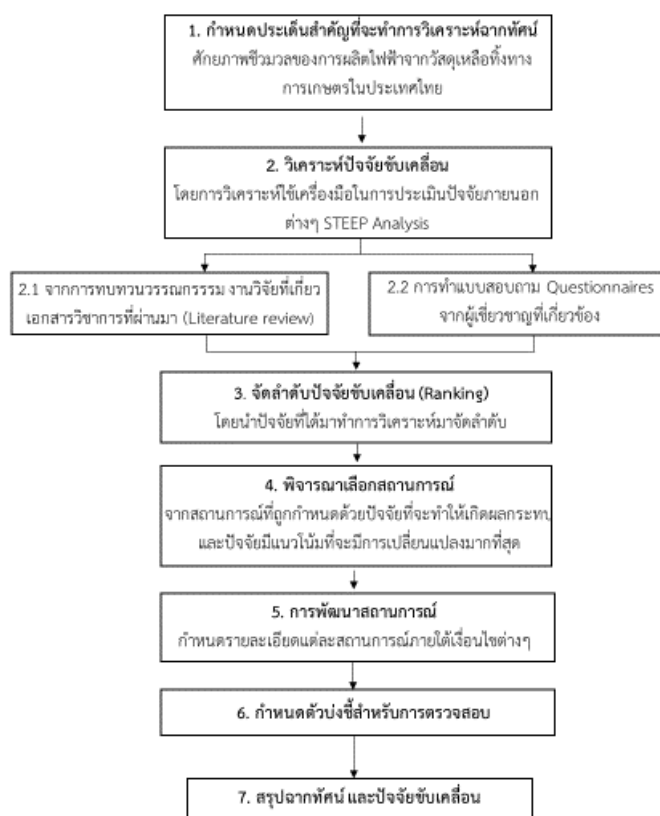 1. กำหนดประเด็นสำคัญที่จะทำการวิเคราะห์ฉากทัศน์
ศักยภาพชีวมวลของการผลิตไฟฟ้าจากวัสดุเหลือทิ้งทาง
การเกษตรในประเทศไทย
2. วิเคราะห์ปัจจัยขับเคลื่อน
โดยการวิเคราะห์ใช้เครื่องมือในการประเมินปัจจัยภายนอก
ต่างๆ STEEP Analysis
2.1 จากการทบทวนวรรณกรรรม งานวิจัยที่เกี่ยว
เอกสารวิชาการที่ผ่านมา (Literature review)
2.2 การทำแบบสอบถาม Questionnaires
จากผู้เชี่ยวชาญที่เกี่ยวข้อง
3. จัดลำดับปัจจัยขับเคลื่อน (Ranking)
โดยนำปัจจัยที่ได้มาทำการวิเคราะห์มาจัดลำดับ
4. พิจารณาเลือกสถานการณ์
จากสถานการณ์ที่ถูกกำหนดด้วยปัจจัยที่จะทำให้เกิดผลกระทบ
และปัจจัยมีแนวโน้มที่จะมีการเปลี่ยนแปลงมากที่สุด
5. การพัฒนาสถานการณ์
กำหนดรายละเอียดแต่ละสถานการณ์ภายใต้เงื่อนไขต่างๆ
6. กำหนดตัวบ่งชี้สำหรับการตรวจสอบ
7. สรุปฉากทัศน์ และปัจจัยขับเคลื่อน